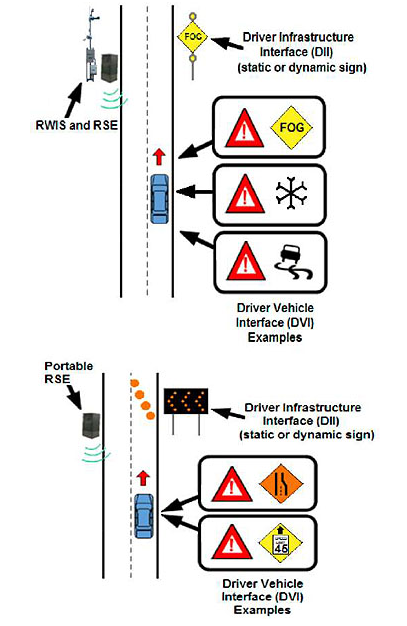 FOG
Driver Infrastructure
Interface (DII)
(static or dynamic sign)
RWIS and RSE
FOG
Driver Vehicle
Interface (DVI)
Examples
Portable
RSE
Driver Infrastructure
Interface (DII)
(static or dynamic sign)
45
Driver Vehicle
Interface (DVI)
Examples